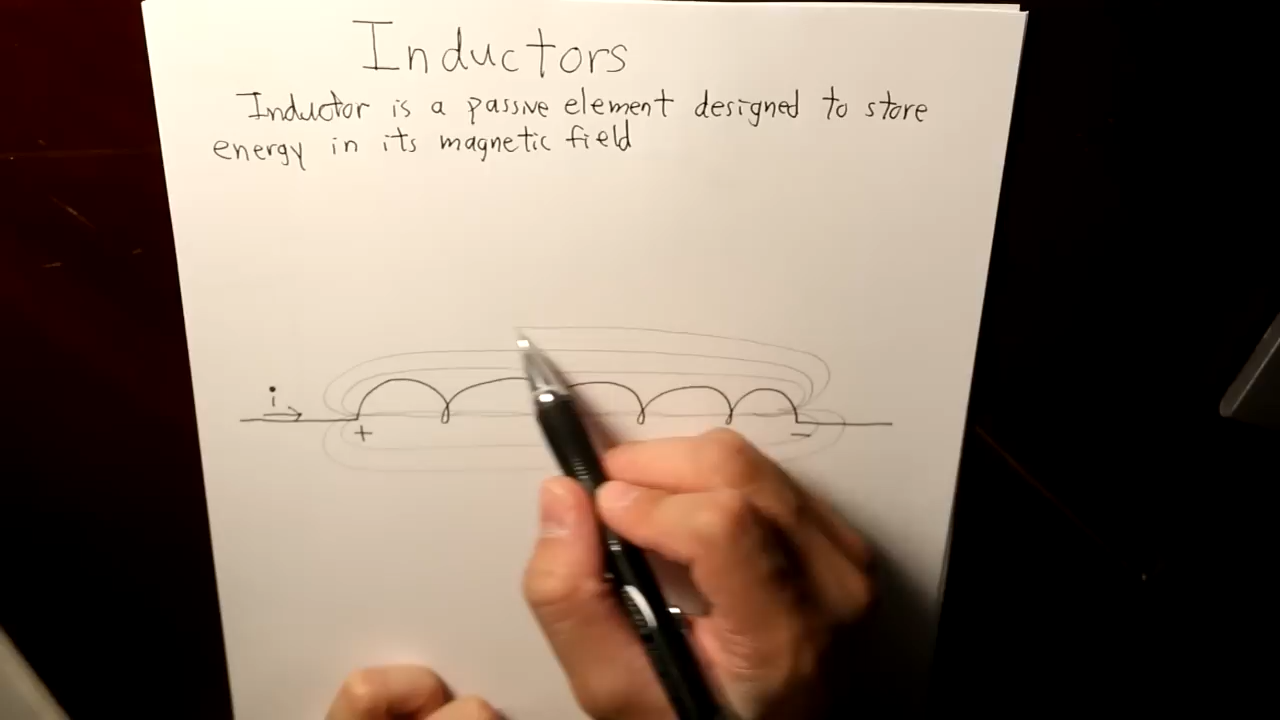 Inductors
Inductor is a passive element designed to store
energy in its magnetic field
i
+ −